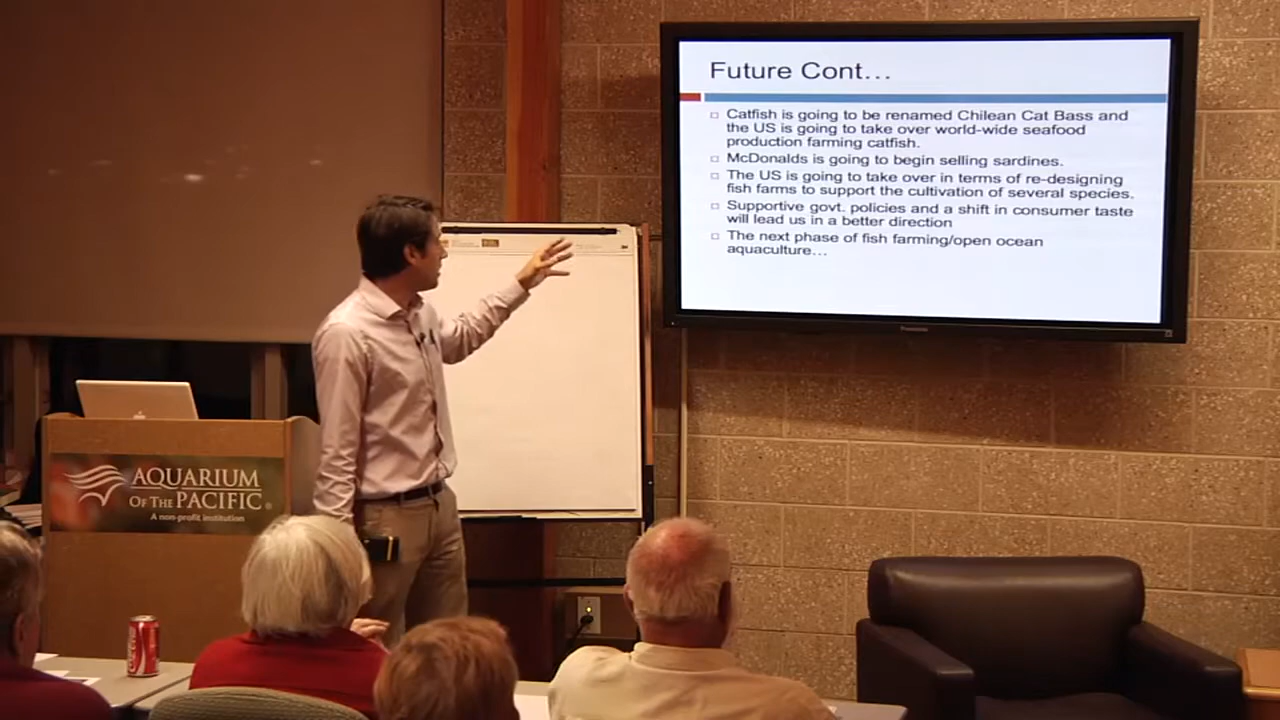 Future Cont...
Catfish is going to be renamed Chilean Cat Bass and
the US is going to take over world-wide seafood
production farming catfish.
McDonalds is going to begin selling sardines.
The US is going to take over in terms of re-designing
fish farms to support the cultivation of several species.
Supportive govt. policies and a shift in consumer taste
will lead us in a better direction
The next phase of fish farming/open ocean
aquaculture...
Panasonic
AQUARIUM
OF THE PACIFIC®
A non-profit institution